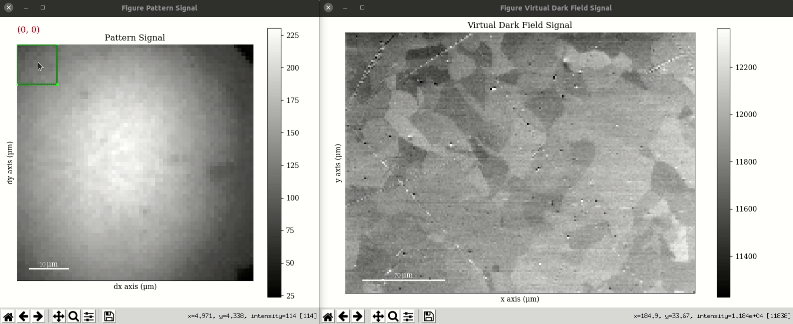 Figure Pattern Signal
(0, 0)
Pattern Signal
225
200
175
150
125
100
75
50
25
dy axis (µm)
dx axis (µm)
x=4.971, y=4.338, intensity=114 [114]
Figure Virtual Dark Field Signal
Virtual Dark Field Signal
12200
12000
11800
11600
11400
y axis (µm)
x axis (µm)
x=184.9, y=33.67, intensity=1.184e+04 [11838]